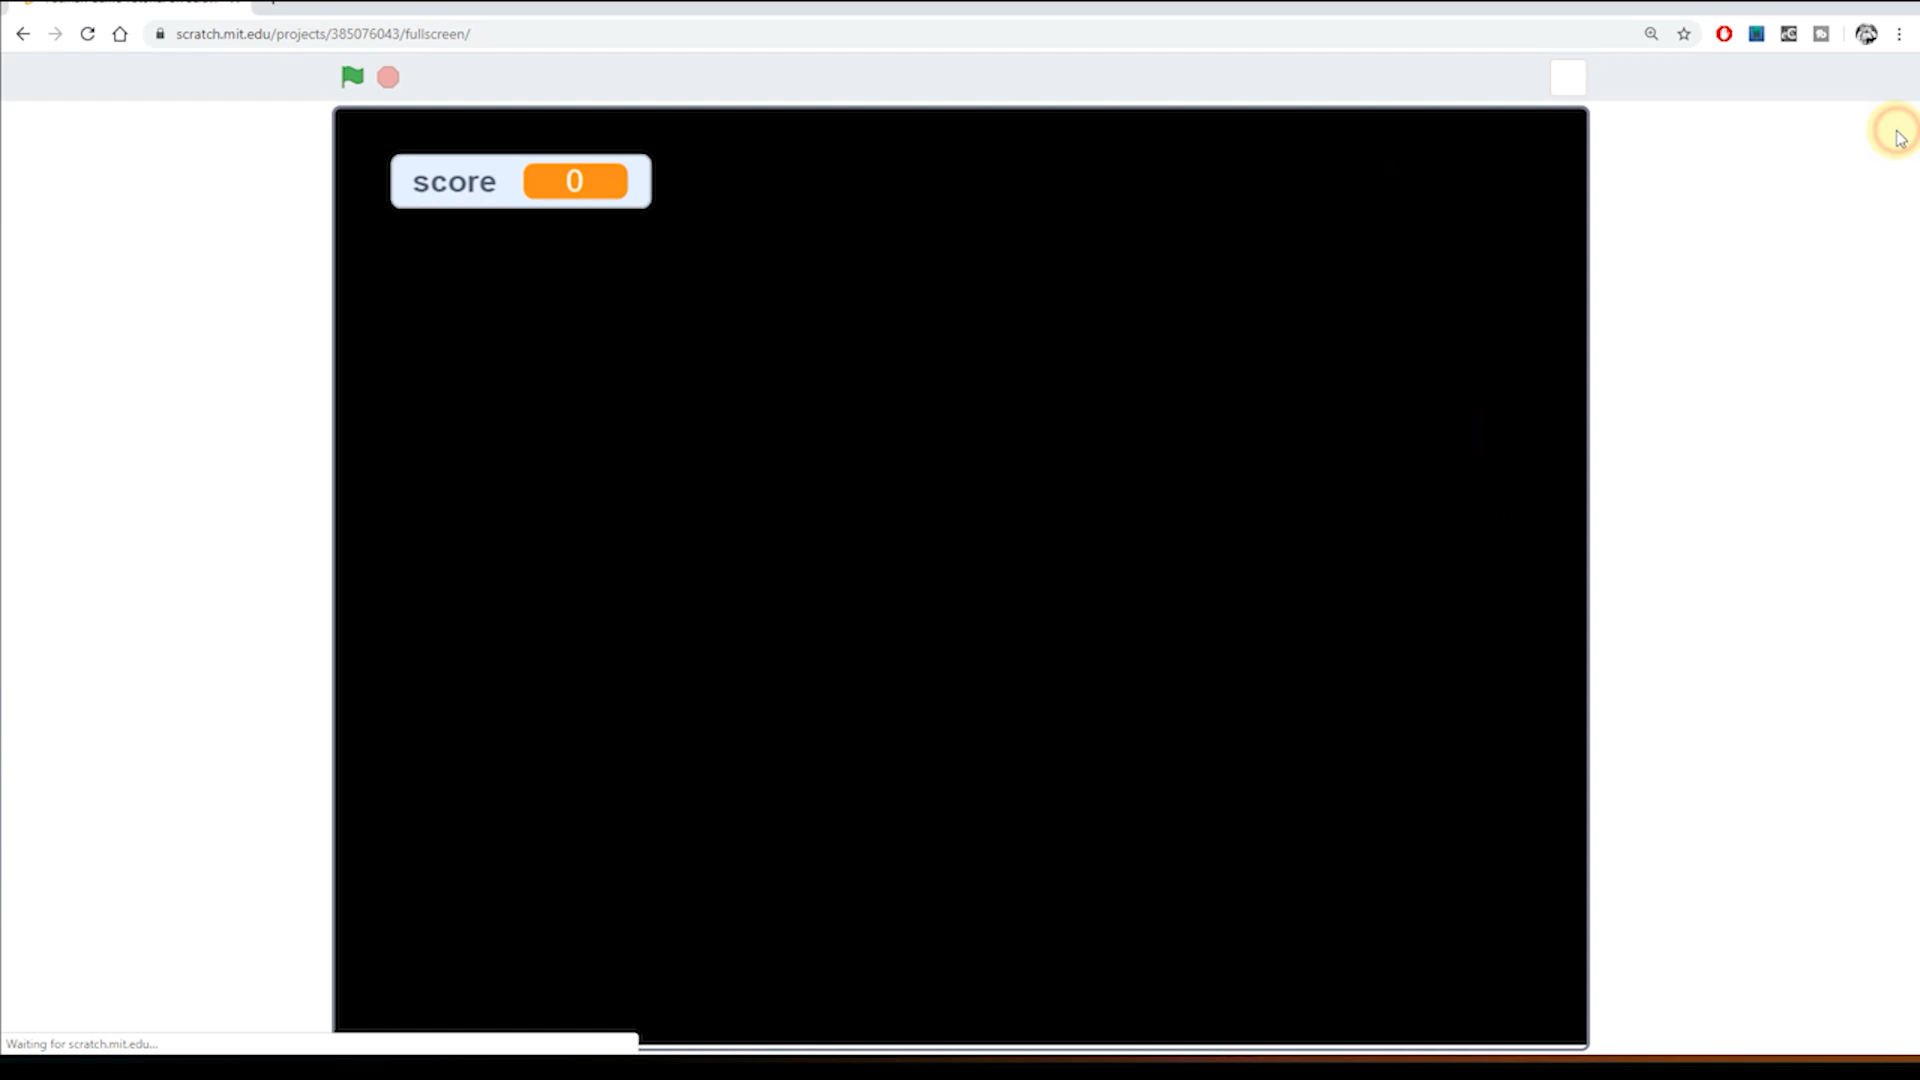 scratch.mit.edu/projects/385076043/fullscreen/
score 0
Waiting for scratch.mit.edu...